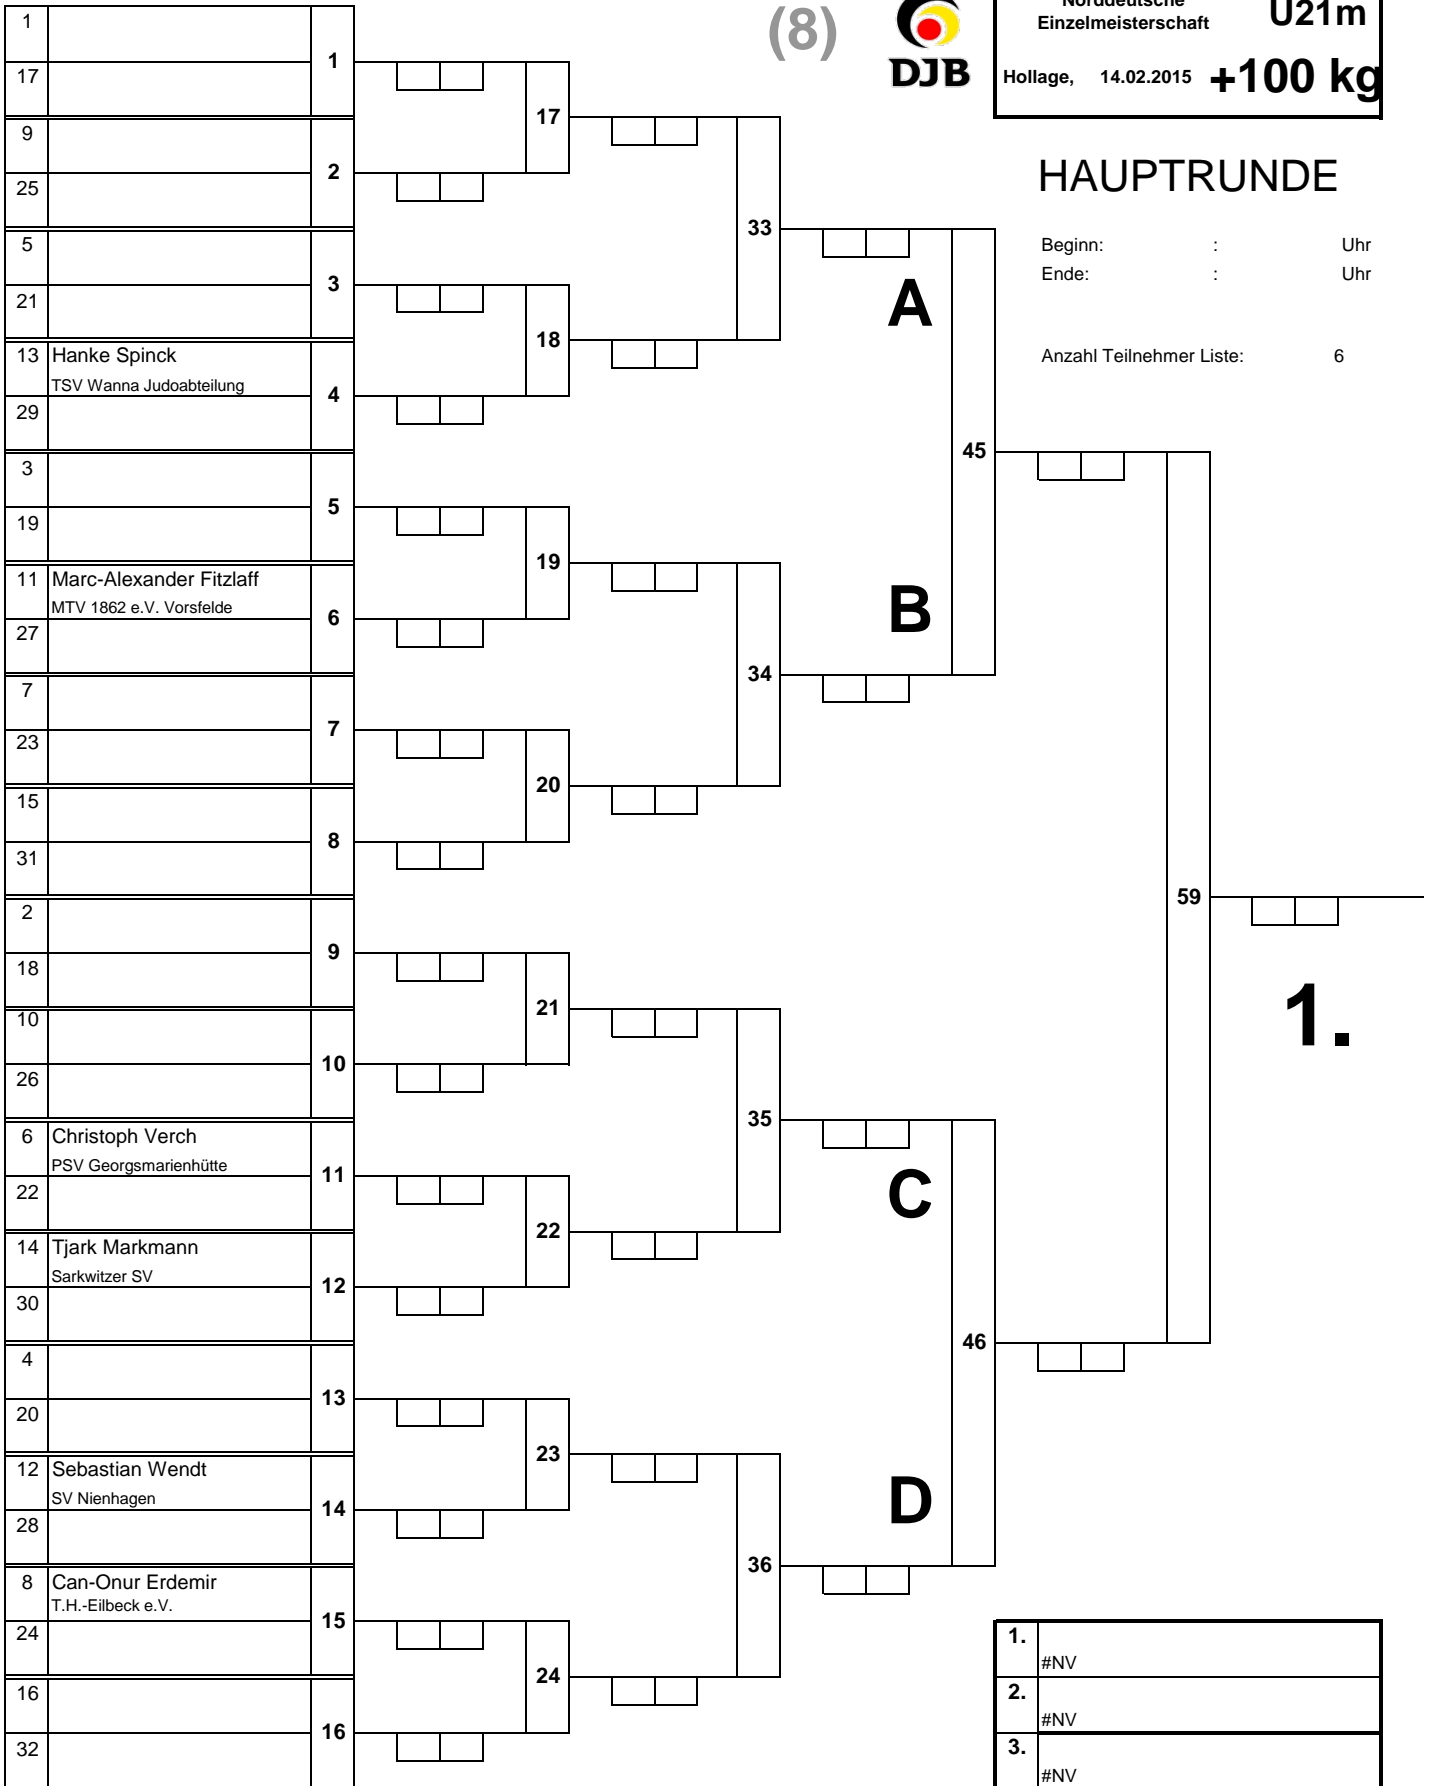 (8)
DJB
Norddeutsche
Einzelmeisterschaft
U21m
Hollage, 14.02.2015 +100 kg
HAUPTRUNDE
Beginn: : Uhr
Ende: : Uhr
Anzahl Teilnehmer Liste: 6
1
17
1
9
25
2
5
21
3
13 Hanke Spinck
TSV Wanna Judoabteilung
29
4
3
19
5
11 Marc-Alexander Fitzlaff
MTV 1862 e.V. Vorsfelde
27
6
7
23
7
15
31
8
2
18
9
10
26
10
6 Christoph Verch
PSV Georgsmarienhütte
22
11
14 Tjark Markmann
Sarkwitzer SV
30
12
4
20
13
12 Sebastian Wendt
SV Nienhagen
28
14
8 Can-Onur Erdemir
T.H.-Eilbeck e.V.
24
15
16
32
16
17
18
19
20
21
22
23
24
33
34
35
36
A
B
C
D
45
46
59
1.
1.
#NV
2.
#NV
3.
#NV